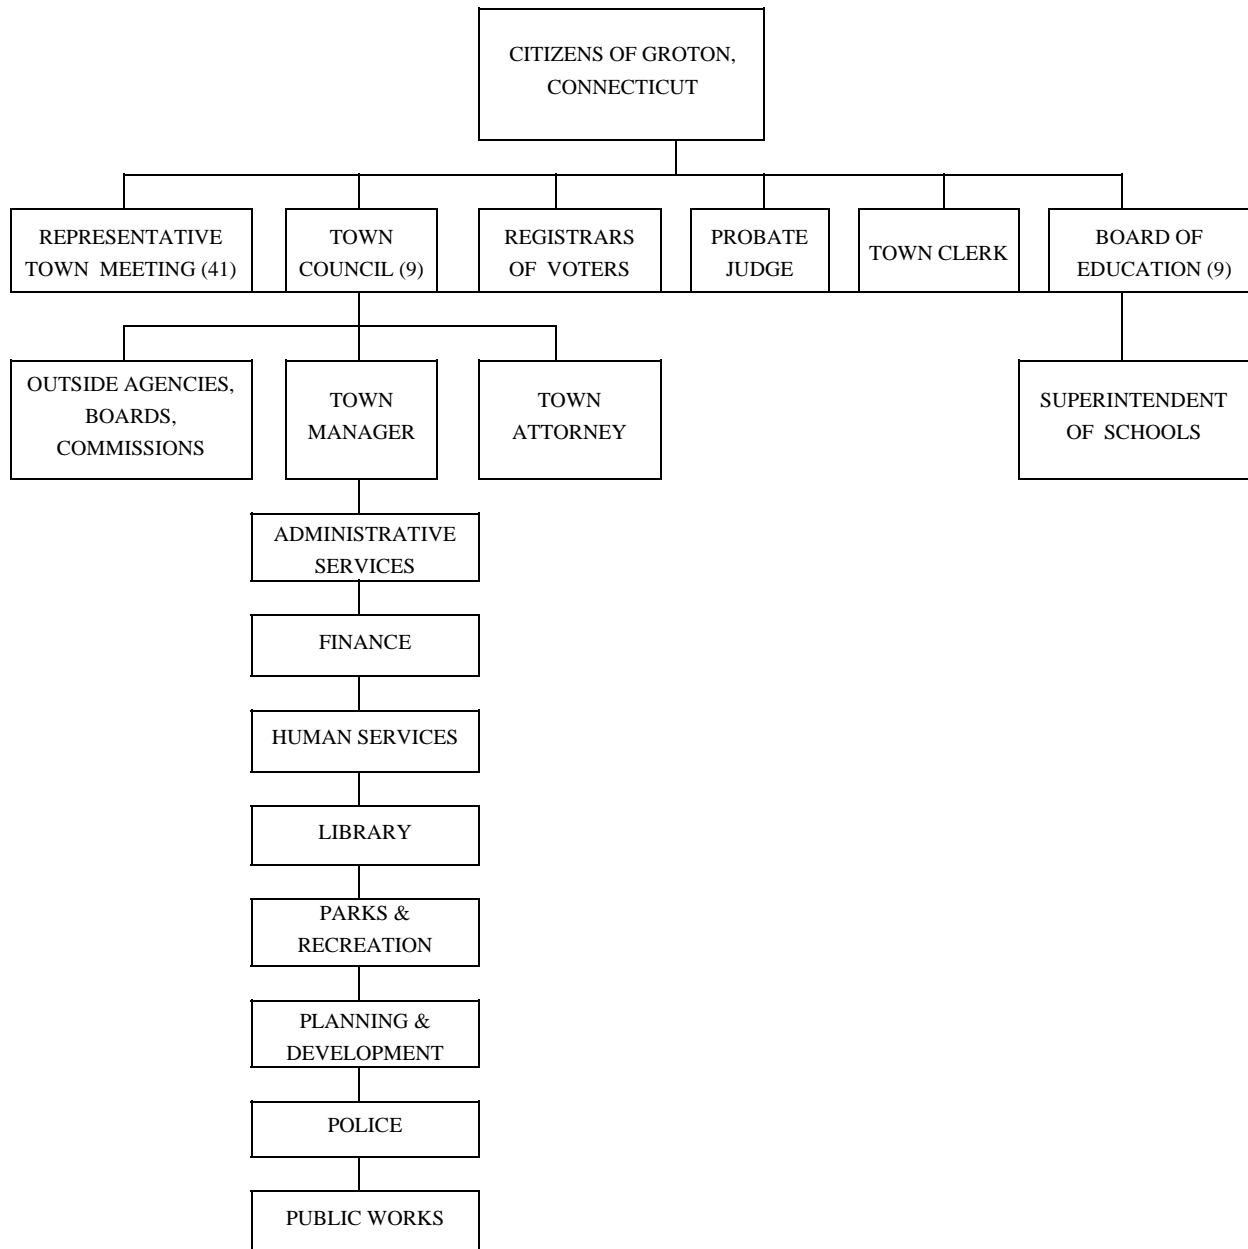 CITIZENS OF GROTON,
CONNECTICUT
REPRESENTATIVE
TOWN MEETING (41)
TOWN
COUNCIL (9)
REGISTRARS
OF VOTERS
PROBATE
JUDGE
TOWN CLERK
BOARD OF
EDUCATION (9)
OUTSIDE AGENCIES,
BOARDS,
COMMISSIONS
TOWN
MANAGER
TOWN
ATTORNEY
SUPERINTENDENT
OF SCHOOLS
ADMINISTRATIVE
SERVICES
FINANCE
HUMAN SERVICES
LIBRARY
PARKS &
RECREATION
PLANNING &
DEVELOPMENT
POLICE
PUBLIC WORKS